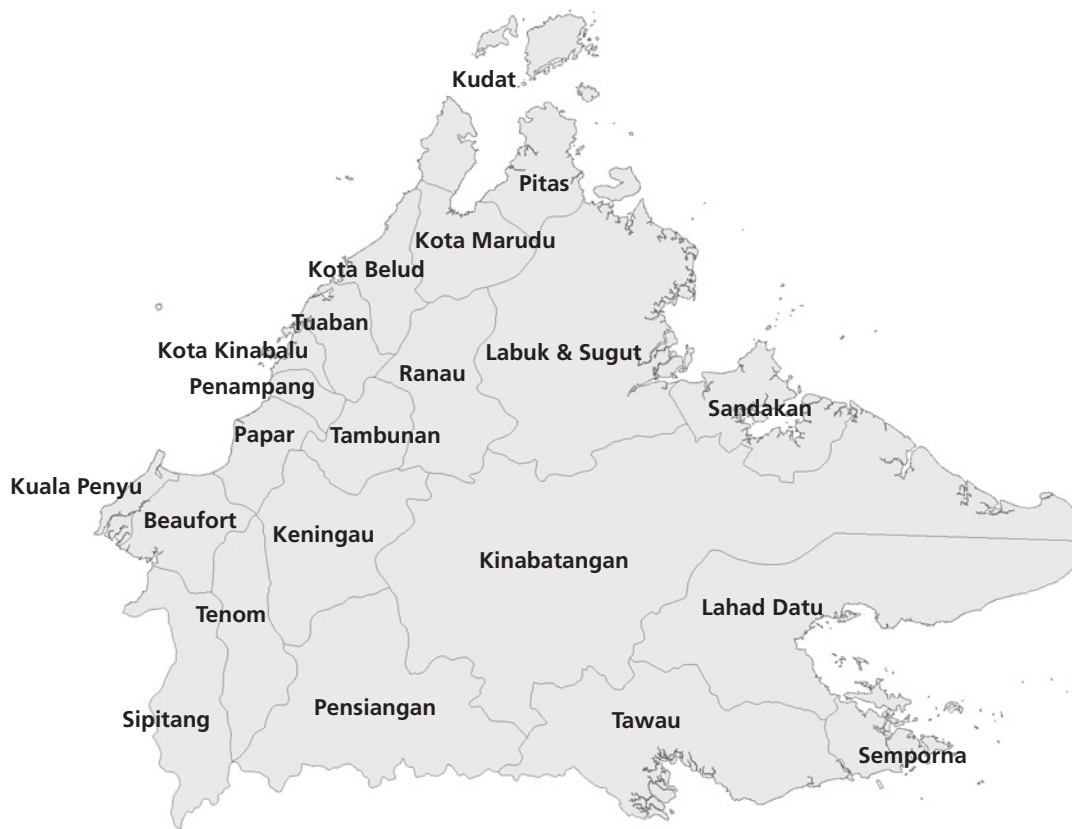 Kudat
Pitas
Kota Marudu
Kota Belud
Tuaban
Kota Kinabalu
Labuk & Sugut
Ranau
Penampang
Sandakan
Papar
Tambunan
Kuala Penyu
Beaufort
Keningau
Kinabatangan
Lahad Datu
Tenom
Pensiangan
Sipitang
Tawau
Semporna